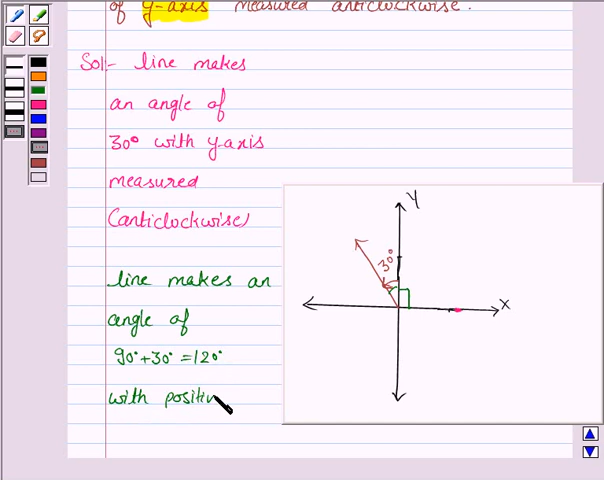 of y-axis measured anticlockwise.
Sol:- line makes
an angle of
30° with y-axis
measured
(anticlockwise)
line makes an
angle of
90° + 30° = 120°
with positiv
Y
30°
X